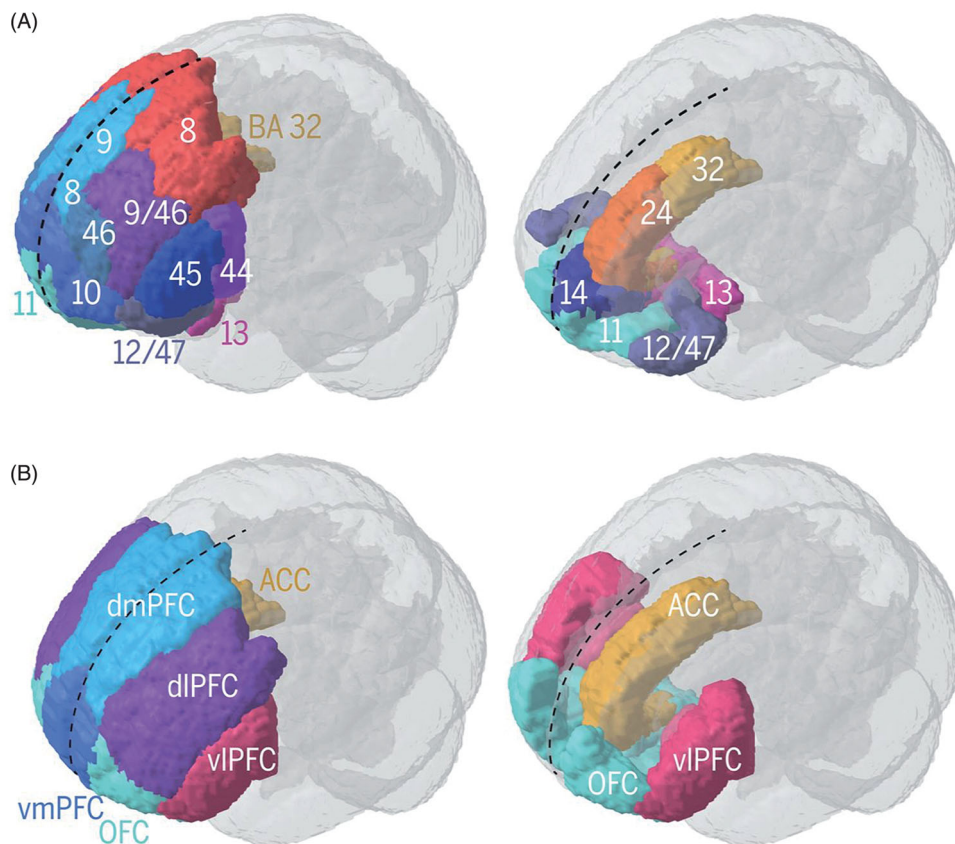 (A)
9
8
BA 32
8
9/46
46
45
44
11
10
13
12/47
32
24
14
13
11
12/47
(B)
dmPFC
ACC
dlPFC
vlPFC
vmPFC
OFC
ACC
vlPFC
OFC